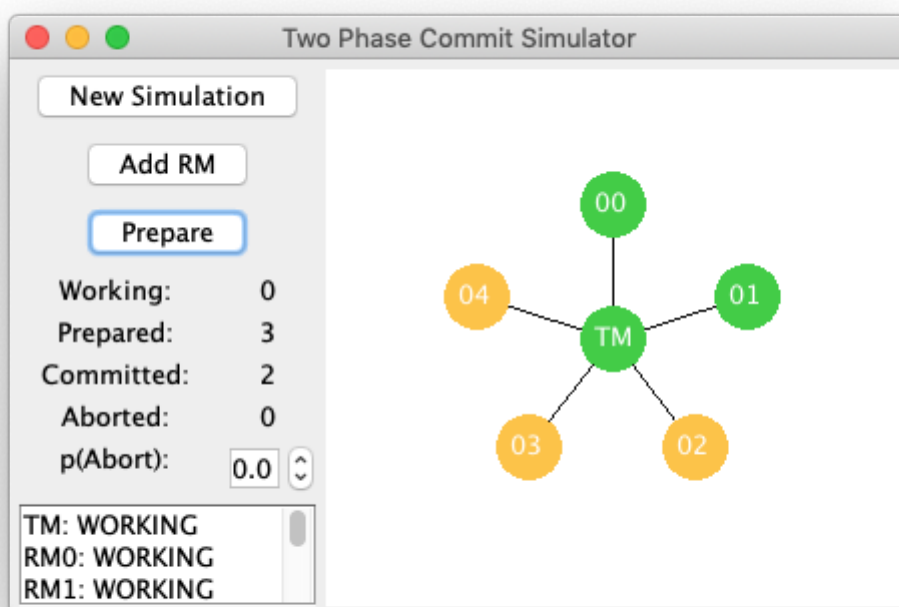 Two Phase Commit Simulator
New Simulation
Add RM
Prepare
Working: 0
Prepared: 3
Committed: 2
Aborted: 0
p(Abort): 0.0
TM: WORKING
RM0: WORKING
RM1: WORKING
00
04
01
TM
03
02